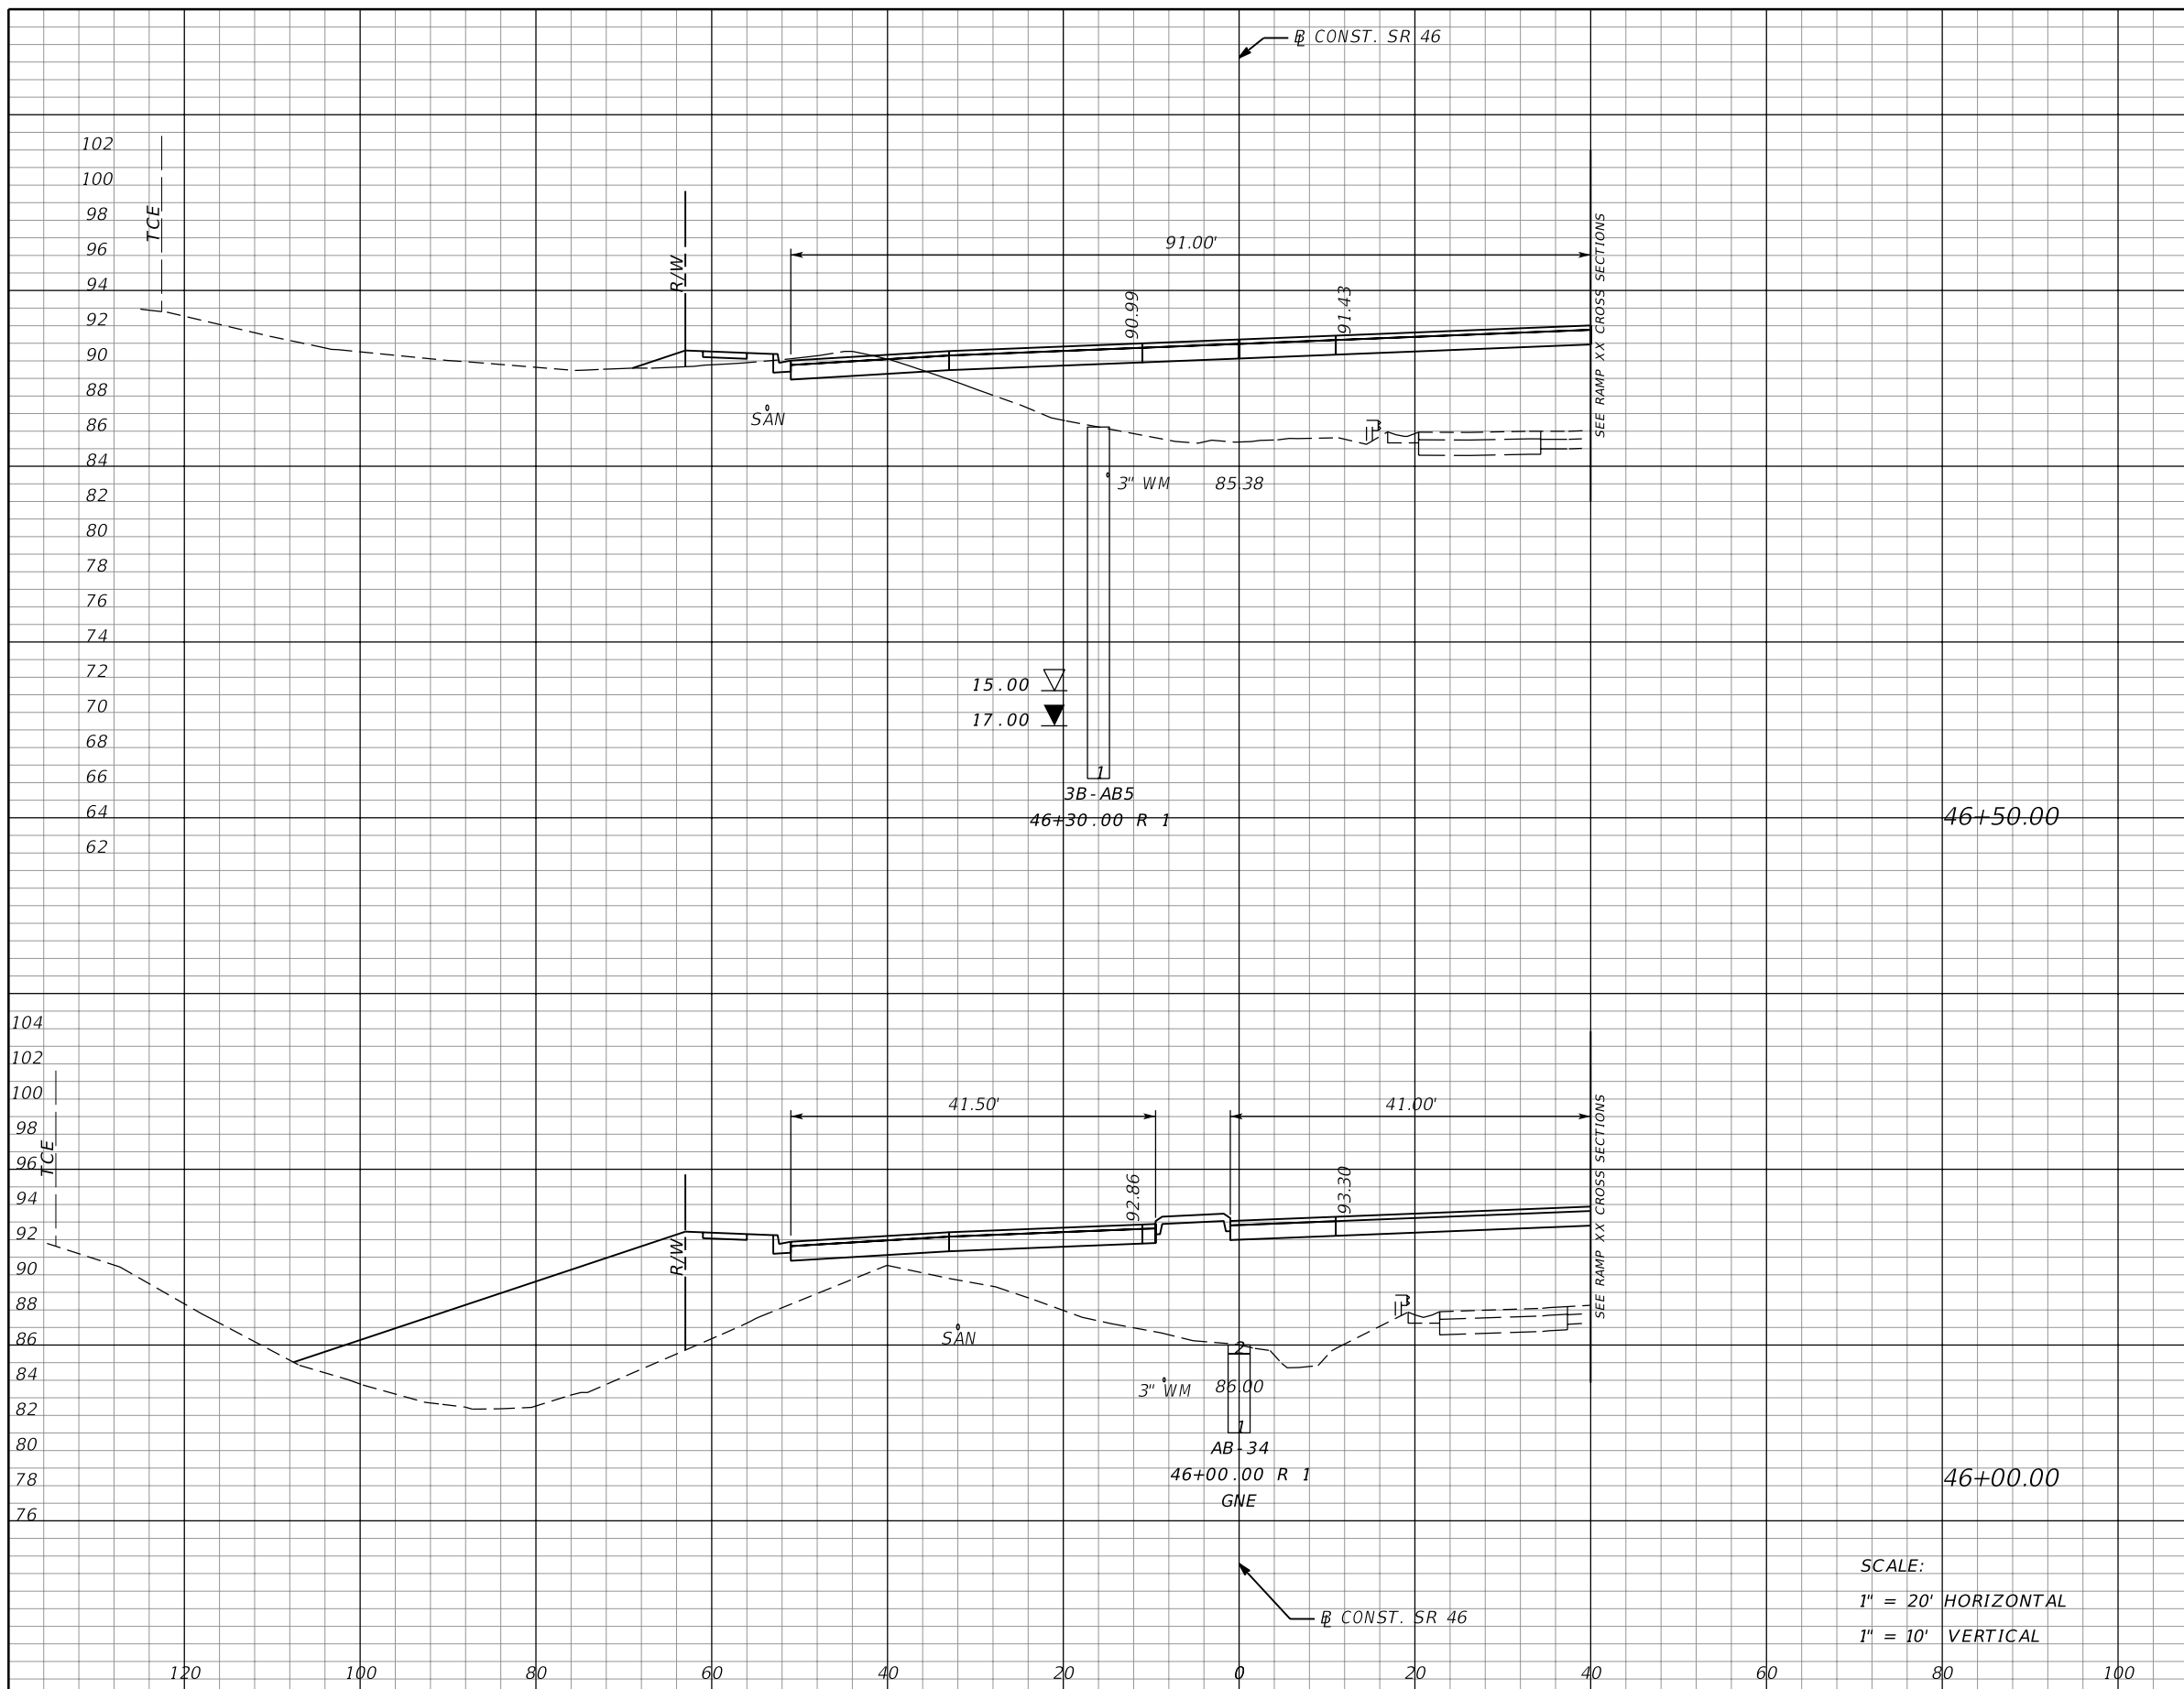 BL CONST. SR 46
102
100
98
96
94
92
90
88
86
84
82
80
78
76
74
72
70
68
66
64
62
TCE
R/W
91.00'
90.99
91.43
SEE RAMP XX CROSS SECTIONS
SAN
3" WM
85.38
15.00
17.00
1
3B-AB5
46+30.00 R 1
46+50.00
104
102
100
98
96
94
92
90
88
86
84
82
80
78
76
TCE
R/W
41.50'
41.00'
92.86
93.30
SEE RAMP XX CROSS SECTIONS
SAN
3" WM
2
86.00
1
AB-34
46+00.00 R 1
GNE
46+00.00
BL CONST. SR 46
SCALE:
1" = 20' HORIZONTAL
1" = 10' VERTICAL
120 100 80 60 40 20 0 20 40 60 80 100